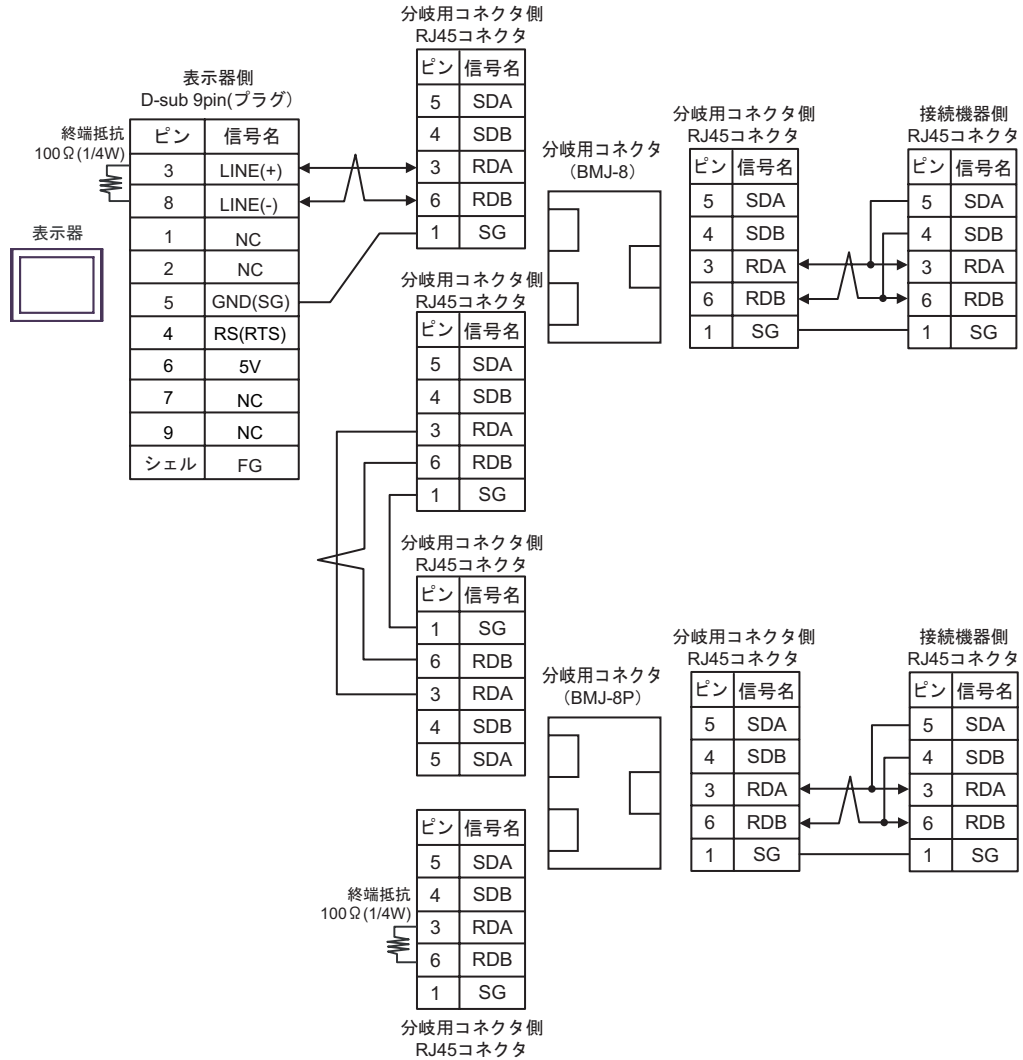 分岐用コネクタ側
RJ45コネクタ
ピン 信号名
5 SDA
4 SDB
3 RDA
6 RDB
1 SG
表示器側
D-sub 9pin(プラグ)
終端抵抗
100Ω(1/4W)
ピン 信号名
3 LINE(+)
8 LINE(-)
1 NC
2 NC
5 GND(SG)
4 RS(RTS)
6 5V
7 NC
9 NC
シェル FG
表示器
分岐用コネクタ
(BMJ-8)
分岐用コネクタ側
RJ45コネクタ
ピン 信号名
5 SDA
4 SDB
3 RDA
6 RDB
1 SG
接続機器側
RJ45コネクタ
ピン 信号名
5 SDA
4 SDB
3 RDA
6 RDB
1 SG
分岐用コネクタ側
RJ45コネクタ
ピン 信号名
5 SDA
4 SDB
3 RDA
6 RDB
1 SG
分岐用コネクタ側
RJ45コネクタ
ピン 信号名
1 SG
6 RDB
3 RDA
4 SDB
5 SDA
分岐用コネクタ
(BMJ-8P)
分岐用コネクタ側
RJ45コネクタ
ピン 信号名
5 SDA
4 SDB
3 RDA
6 RDB
1 SG
接続機器側
RJ45コネクタ
ピン 信号名
5 SDA
4 SDB
3 RDA
6 RDB
1 SG
終端抵抗
100Ω(1/4W)
ピン 信号名
5 SDA
4 SDB
3 RDA
6 RDB
1 SG
分岐用コネクタ側
RJ45コネクタ